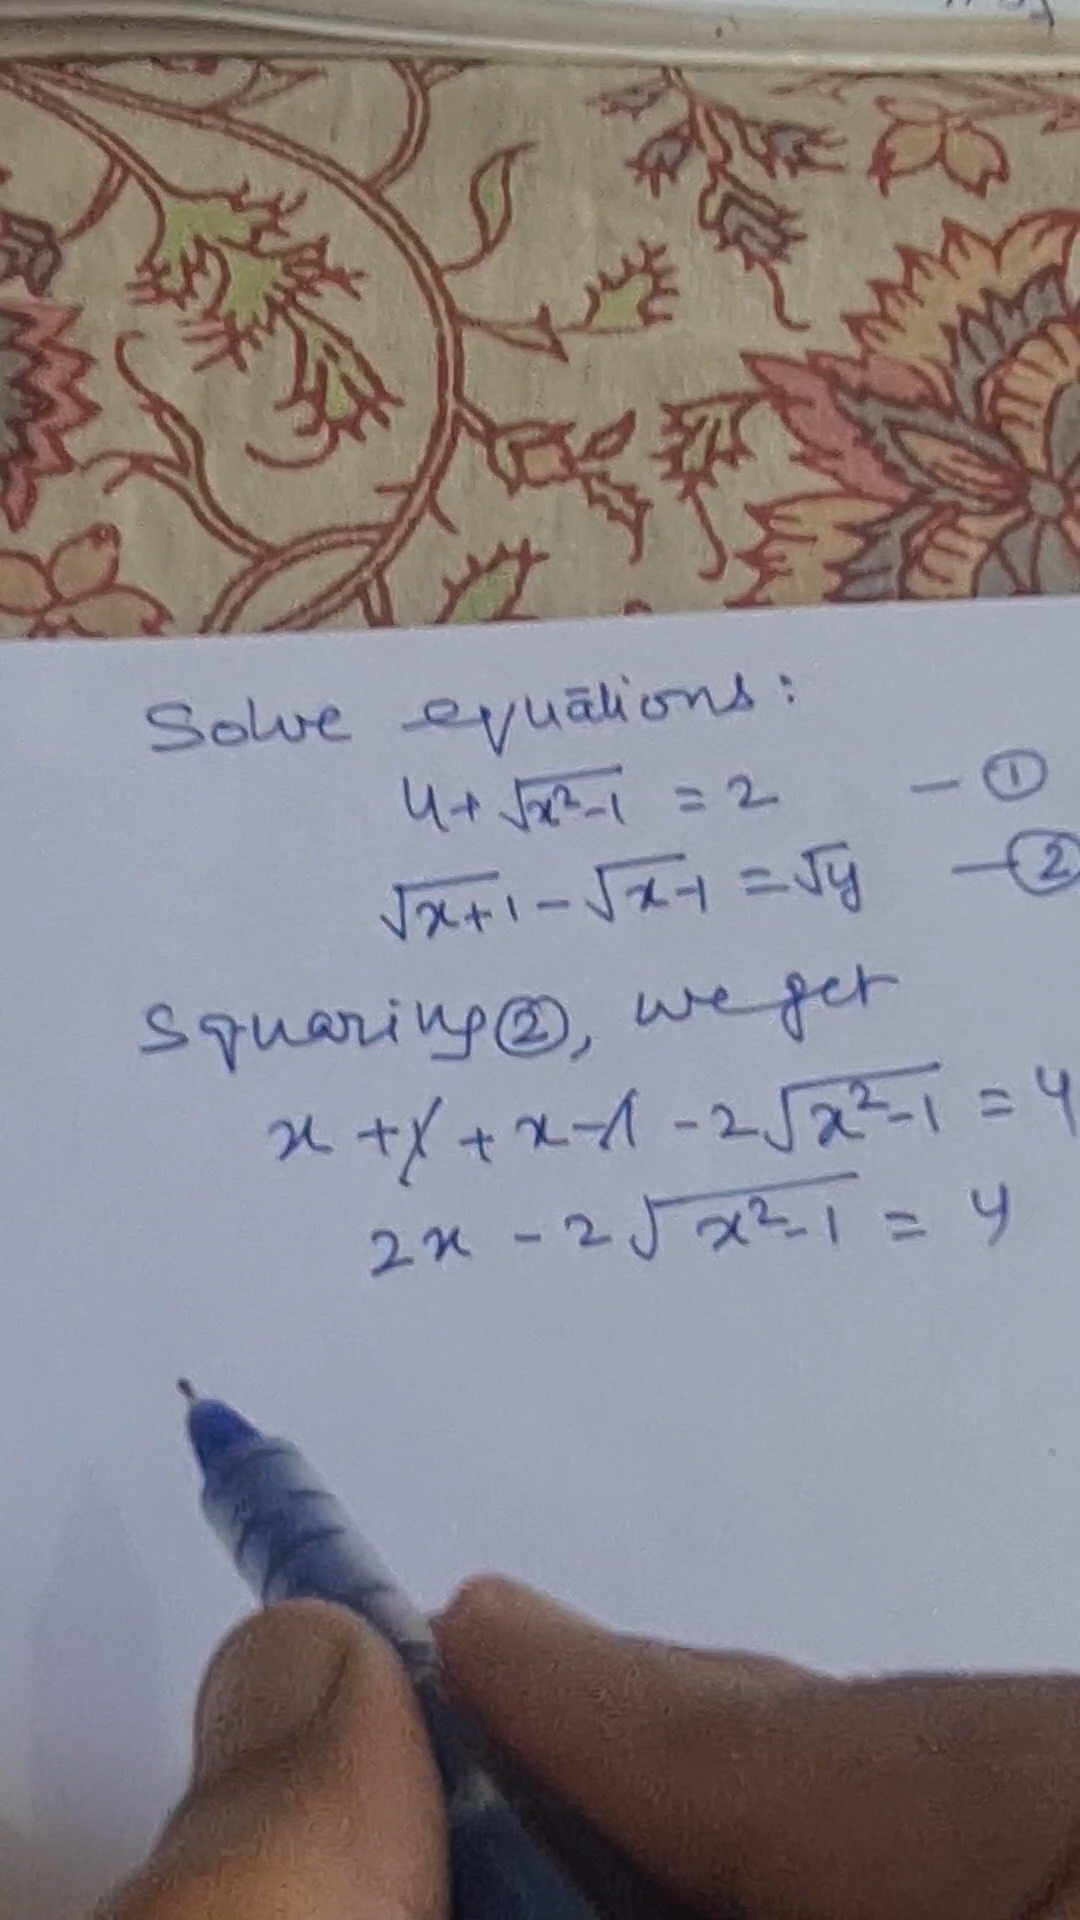 Solve equations:
y + √(x²-1) = 2 — ①
√(x+1) - √(x-1) = √y — ②
Squaring ②, we get
x + 1 + x - 1 - 2√(x²-1) = y
2x - 2√(x²-1) = y